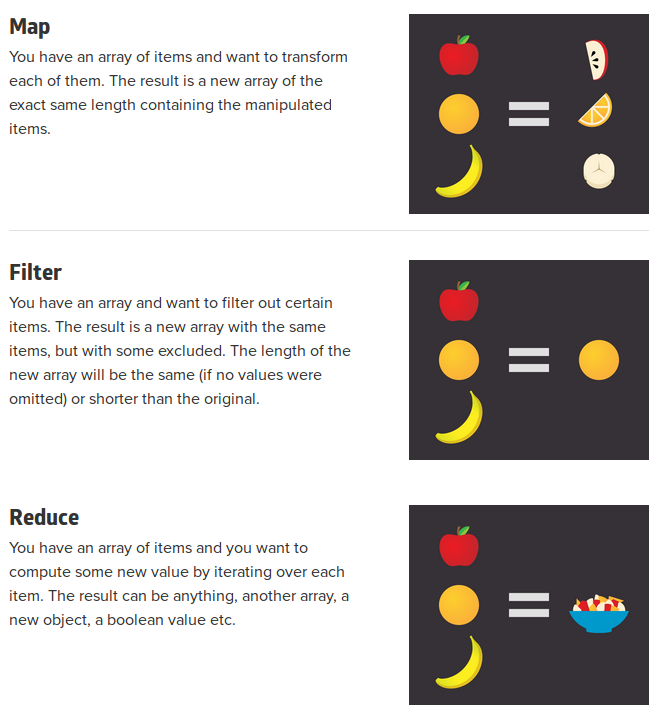 Map
You have an array of items and want to transform
each of them. The result is a new array of the
exact same length containing the manipulated
items.
Filter
You have an array and want to filter out certain
items. The result is a new array with the same
items, but with some excluded. The length of the
new array will be the same (if no values were
omitted) or shorter than the original.
Reduce
You have an array of items and you want to
compute some new value by iterating over each
item. The result can be anything, another array, a
new object, a boolean value etc.